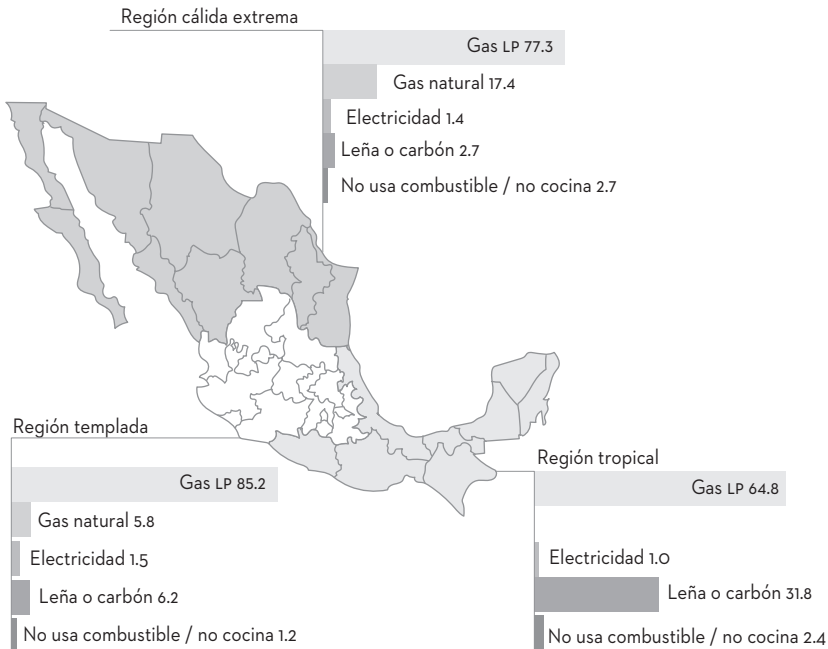 Región cálida extrema
Gas LP 77.3
Gas natural 17.4
Electricidad 1.4
Leña o carbón 2.7
No usa combustible / no cocina 2.7
Región templada
Gas LP 85.2
Gas natural 5.8
Electricidad 1.5
Leña o carbón 6.2
No usa combustible / no cocina 1.2
Región tropical
Gas LP 64.8
Electricidad 1.0
Leña o carbón 31.8
No usa combustible / no cocina 2.4